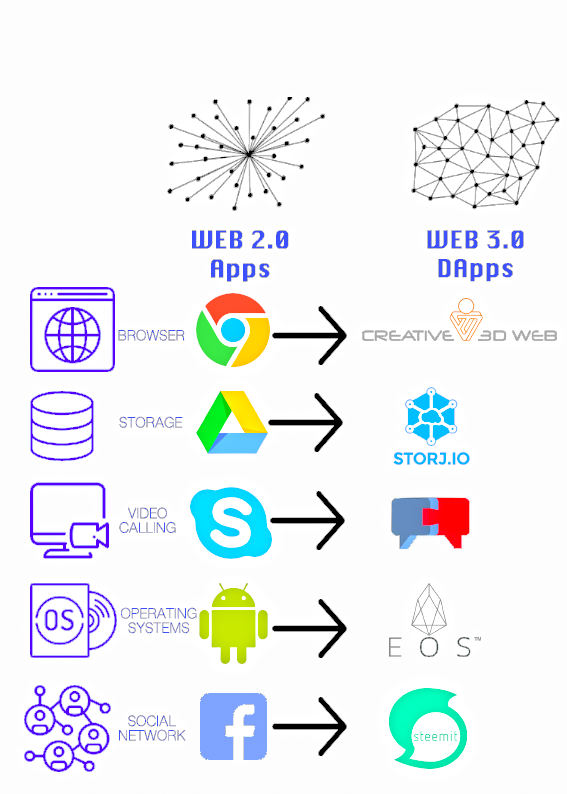 WEB 2.0
Apps
WEB 3.0
DApps
BROWSER
CREATIVE 3D WEB
STORAGE
STORJ.IO
VIDEO
CALLING
S
OS
OPERATING
SYSTEMS
EOS™
SOCIAL
NETWORK
f
steemit